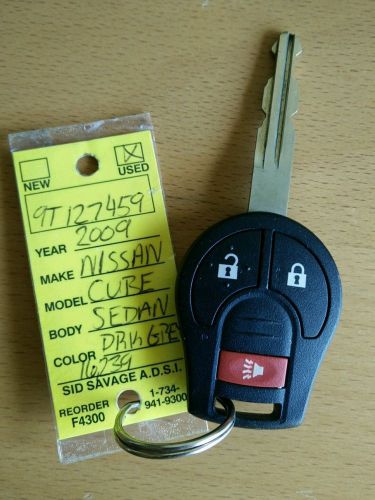 NEW USED
9T127459
YEAR 2009
MAKE NISSAN
MODEL CUBE
BODY SEDAN
COLOR DRK GREY
16239
SID SAVAGE A.D.S.I.
REORDER 1-734-
F4300 941-9300